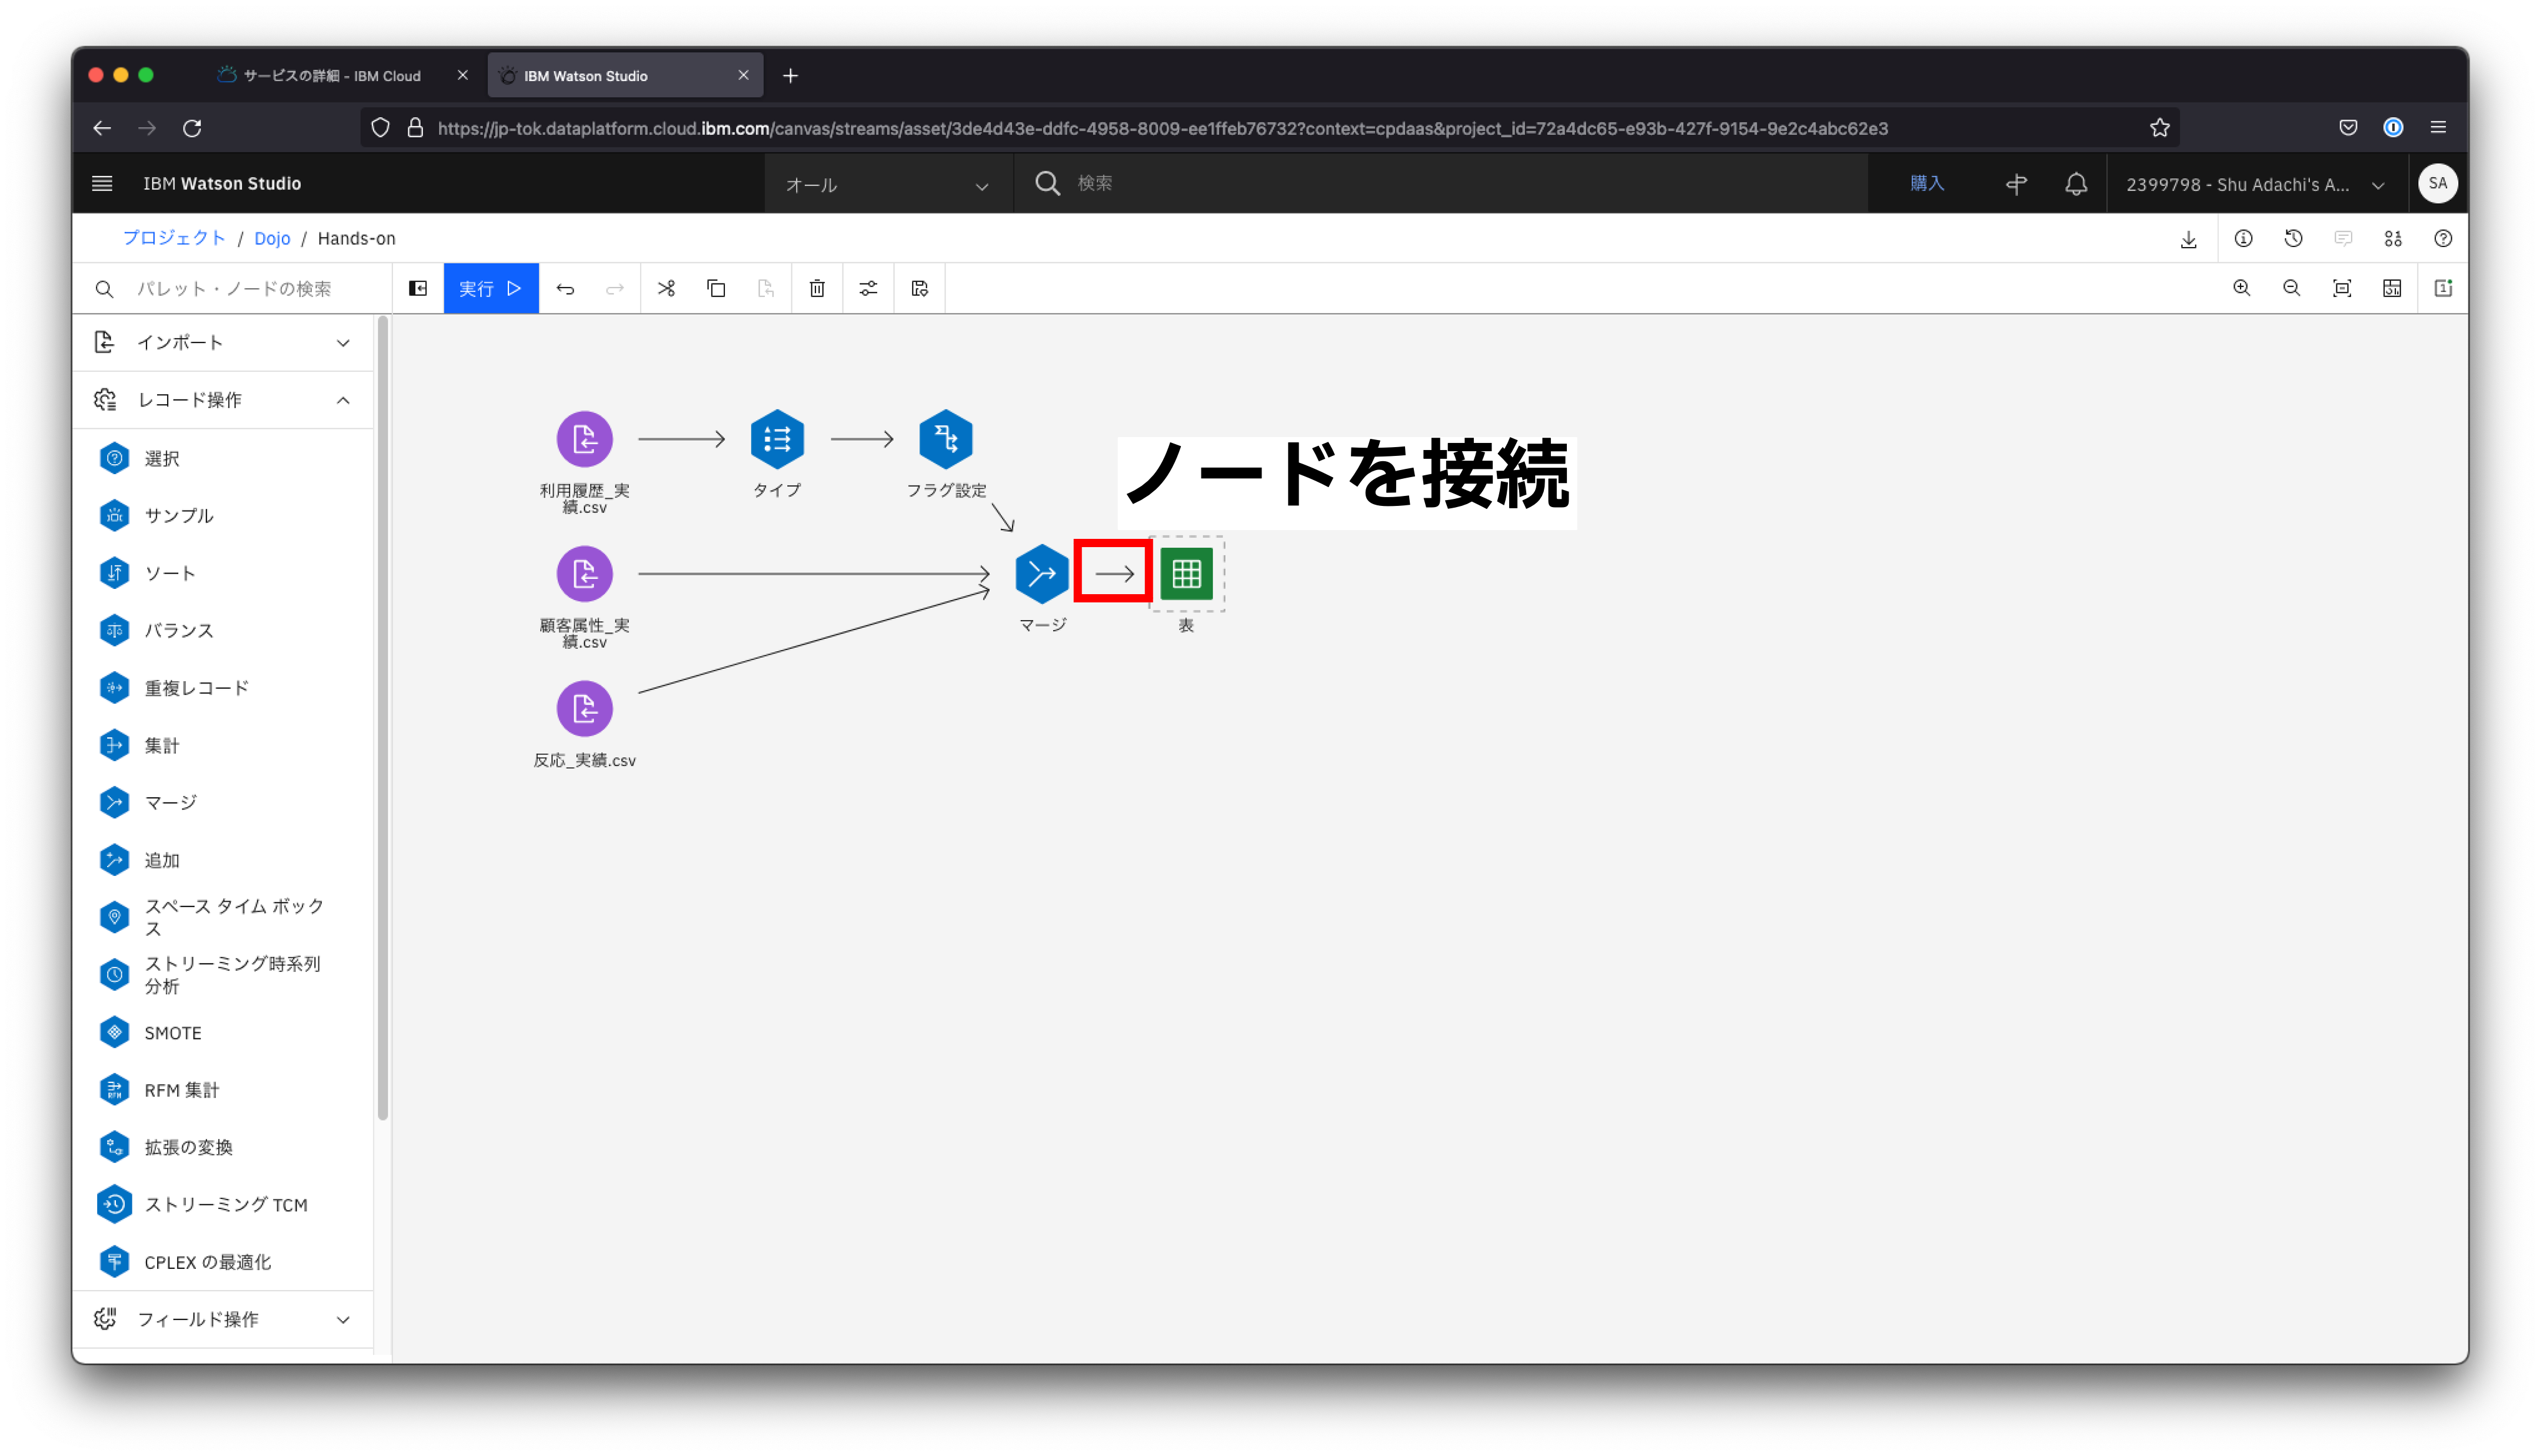 サービスの詳細 - IBM Cloud
IBM Watson Studio
https://jp-tok.dataplatform.cloud.ibm.com/canvas/streams/asset/3de4d43e-ddfc-4958-8009-ee1ffeb76732?context=cpdaas&project_id=72a4dc65-e93b-427f-9154-9e2c4abc62e3
IBM Watson Studio
オール
検索
購入
2399798 - Shu Adachi's A...
SA
プロジェクト / Dojo / Hands-on
パレット・ノードの検索
実行
インポート
レコード操作
選択
サンプル
ソート
バランス
重複レコード
集計
マージ
追加
スペース タイム ボック
ス
ストリーミング時系列
分析
SMOTE
RFM 集計
拡張の変換
ストリーミング TCM
CPLEX の最適化
フィールド操作
利用履歴_実
績.csv
タイプ
フラグ設定
ノードを接続
顧客属性_実
績.csv
マージ
表
反応_実績.csv